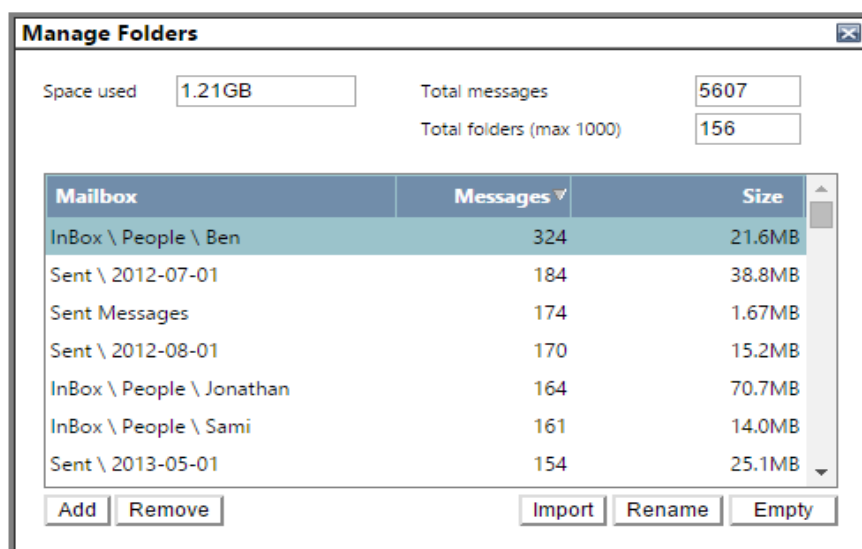 Manage Folders
Space used 1.21GB Total messages 5607
Total folders (max 1000) 156
Mailbox Messages Size
InBox \ People \ Ben 324 21.6MB
Sent \ 2012-07-01 184 38.8MB
Sent Messages 174 1.67MB
Sent \ 2012-08-01 170 15.2MB
InBox \ People \ Jonathan 164 70.7MB
InBox \ People \ Sami 161 14.0MB
Sent \ 2013-05-01 154 25.1MB
Add Remove Import Rename Empty